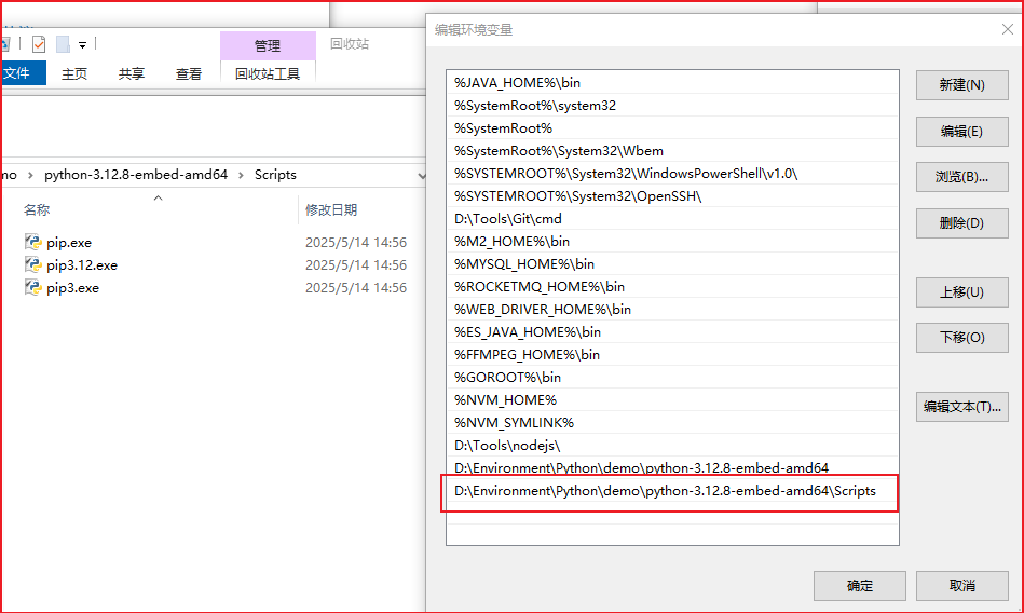 管理
回收站
文件
主页
共享
查看
回收站工具
mo › python-3.12.8-embed-amd64 › Scripts
名称
修改日期
pip.exe
2025/5/14 14:56
pip3.12.exe
2025/5/14 14:56
pip3.exe
2025/5/14 14:56
编辑环境变量
%JAVA_HOME%\bin
%SystemRoot%\system32
%SystemRoot%
%SystemRoot%\System32\Wbem
%SYSTEMROOT%\System32\WindowsPowerShell\v1.0\
%SYSTEMROOT%\System32\OpenSSH\
D:\Tools\Git\cmd
%M2_HOME%\bin
%MYSQL_HOME%\bin
%ROCKETMQ_HOME%\bin
%WEB_DRIVER_HOME%\bin
%ES_JAVA_HOME%\bin
%FFMPEG_HOME%\bin
%GOROOT%\bin
%NVM_HOME%
%NVM_SYMLINK%
D:\Tools\nodejs\
D:\Environment\Python\demo\python-3.12.8-embed-amd64
D:\Environment\Python\demo\python-3.12.8-embed-amd64\Scripts
新建(N)
编辑(E)
浏览(B)...
删除(D)
上移(U)
下移(O)
编辑文本(T)...
确定
取消